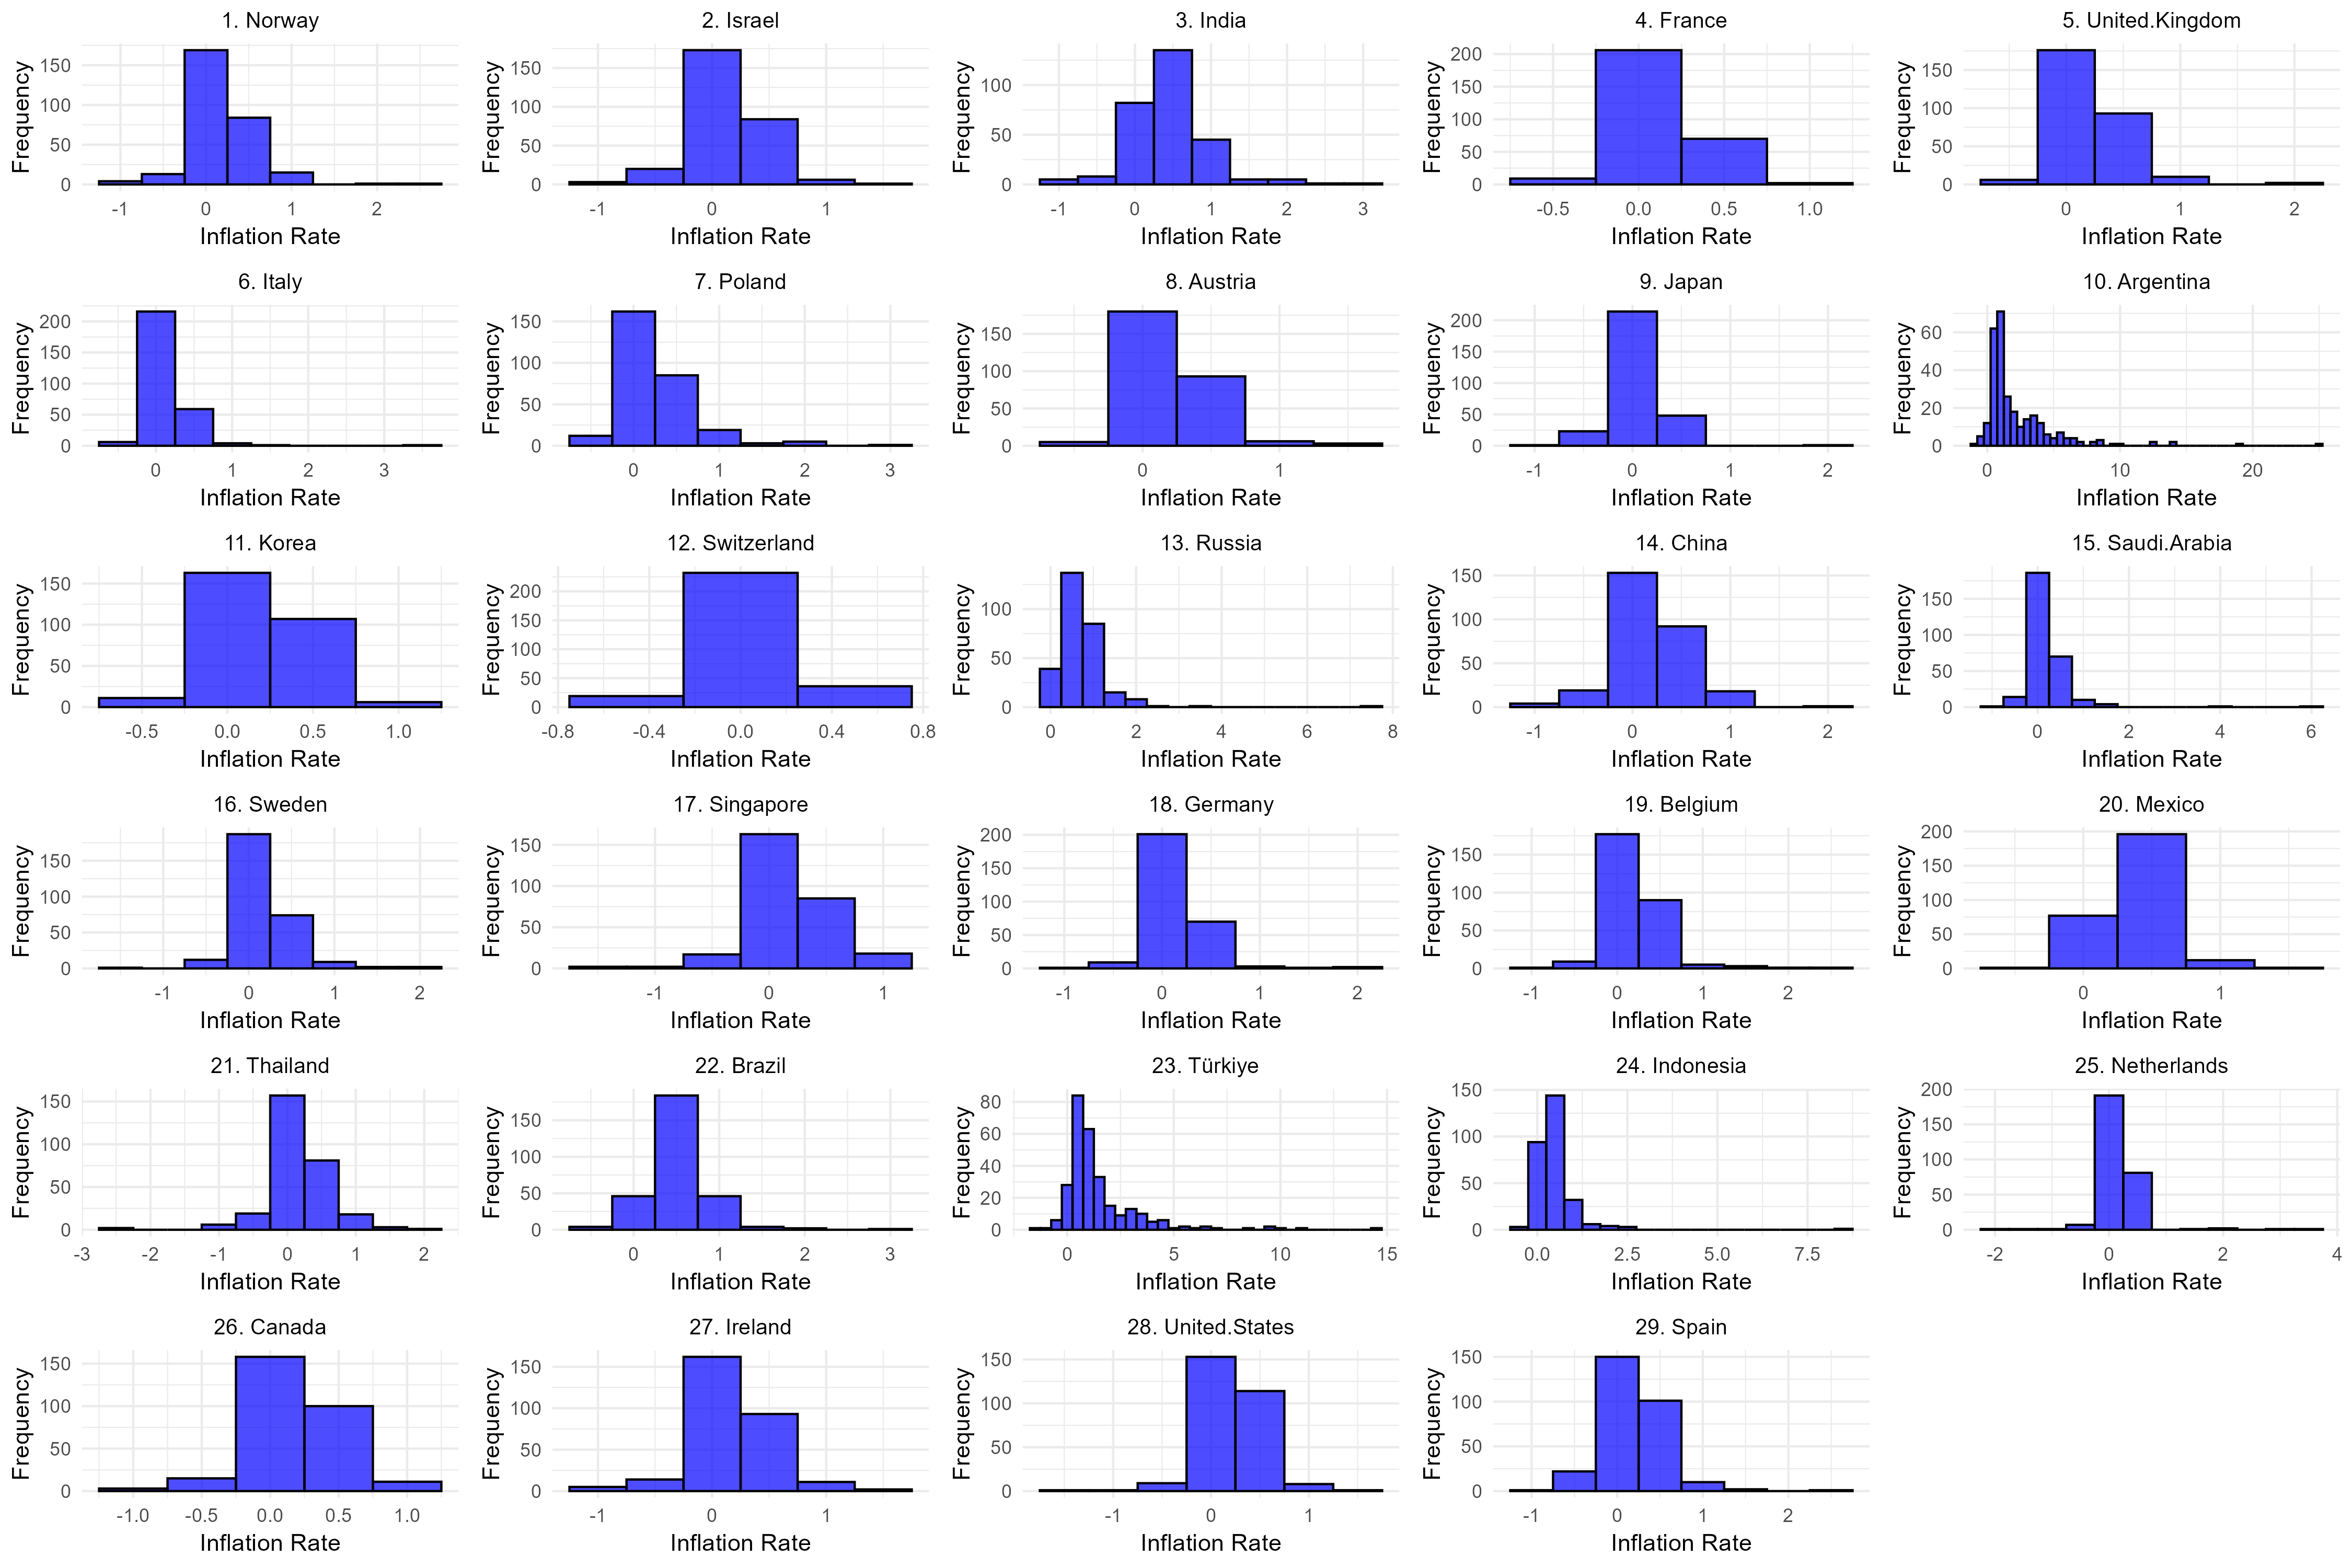 1. Norway
Frequency
150
100
50
0
-1 0 1 2
Inflation Rate
2. Israel
Frequency
150
100
50
0
-1 0 1
Inflation Rate
3. India
Frequency
100
50
0
-1 0 1 2 3
Inflation Rate
4. France
Frequency
200
150
100
50
0
-0.5 0.0 0.5 1.0
Inflation Rate
5. United.Kingdom
Frequency
150
100
50
0
0 1 2
Inflation Rate
6. Italy
Frequency
200
150
100
50
0
0 1 2 3
Inflation Rate
7. Poland
Frequency
150
100
50
0
0 1 2 3
Inflation Rate
8. Austria
Frequency
150
100
50
0
0 1
Inflation Rate
9. Japan
Frequency
200
150
100
50
0
-1 0 1 2
Inflation Rate
10. Argentina
Frequency
60
40
20
0
0 10 20
Inflation Rate
11. Korea
Frequency
150
100
50
0
-0.5 0.0 0.5 1.0
Inflation Rate
12. Switzerland
Frequency
200
150
100
50
0
-0.8 -0.4 0.0 0.4 0.8
Inflation Rate
13. Russia
Frequency
100
50
0
0 2 4 6 8
Inflation Rate
14. China
Frequency
150
100
50
0
-1 0 1 2
Inflation Rate
15. Saudi.Arabia
Frequency
150
100
50
0
0 2 4 6
Inflation Rate
16. Sweden
Frequency
150
100
50
0
-1 0 1 2
Inflation Rate
17. Singapore
Frequency
150
100
50
0
-1 0 1
Inflation Rate
18. Germany
Frequency
200
150
100
50
0
-1 0 1 2
Inflation Rate
19. Belgium
Frequency
150
100
50
0
-1 0 1 2
Inflation Rate
20. Mexico
Frequency
200
150
100
50
0
0 1
Inflation Rate
21. Thailand
Frequency
150
100
50
0
-3 -2 -1 0 1 2
Inflation Rate
22. Brazil
Frequency
150
100
50
0
0 1 2 3
Inflation Rate
23. Türkiye
Frequency
80
60
40
20
0
0 5 10 15
Inflation Rate
24. Indonesia
Frequency
150
100
50
0
0.0 2.5 5.0 7.5
Inflation Rate
25. Netherlands
Frequency
200
150
100
50
0
-2 0 2 4
Inflation Rate
26. Canada
Frequency
150
100
50
0
-1.0 -0.5 0.0 0.5 1.0
Inflation Rate
27. Ireland
Frequency
150
100
50
0
-1 0 1
Inflation Rate
28. United.States
Frequency
150
100
50
0
-1 0 1
Inflation Rate
29. Spain
Frequency
150
100
50
0
-1 0 1 2
Inflation Rate